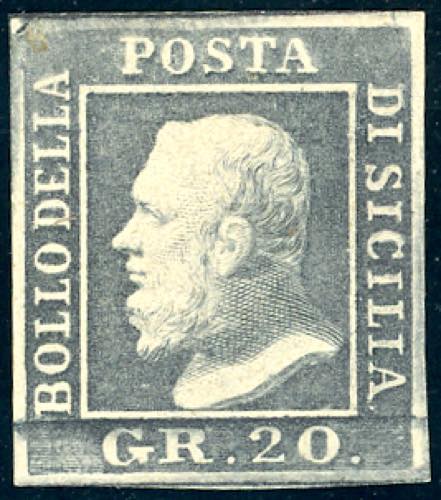 BOLLO DELLA
POSTA
DI SICILIA
GR. 20.